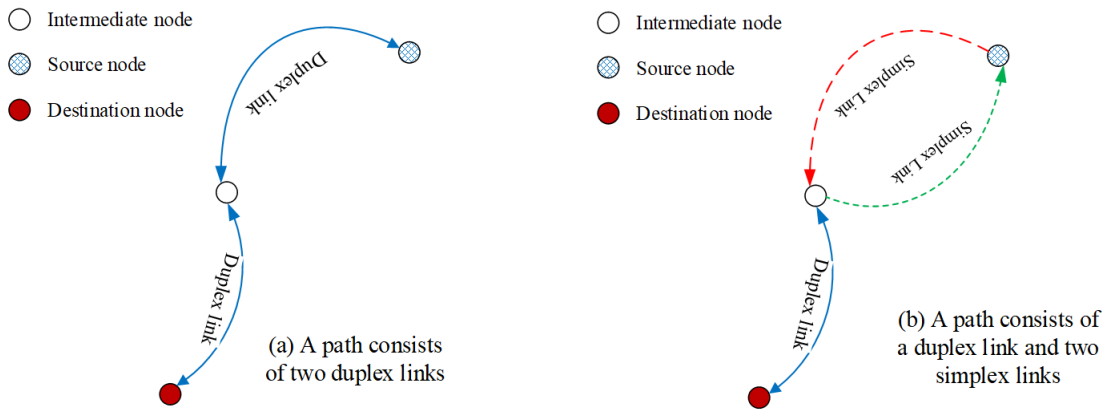 Intermediate node
Source node
Destination node
Duplex link
Duplex link
(a) A path consists
of two duplex links
Intermediate node
Source node
Destination node
Simplex Link
Simplex Link
Duplex link
(b) A path consists of
a duplex link and two
simplex links